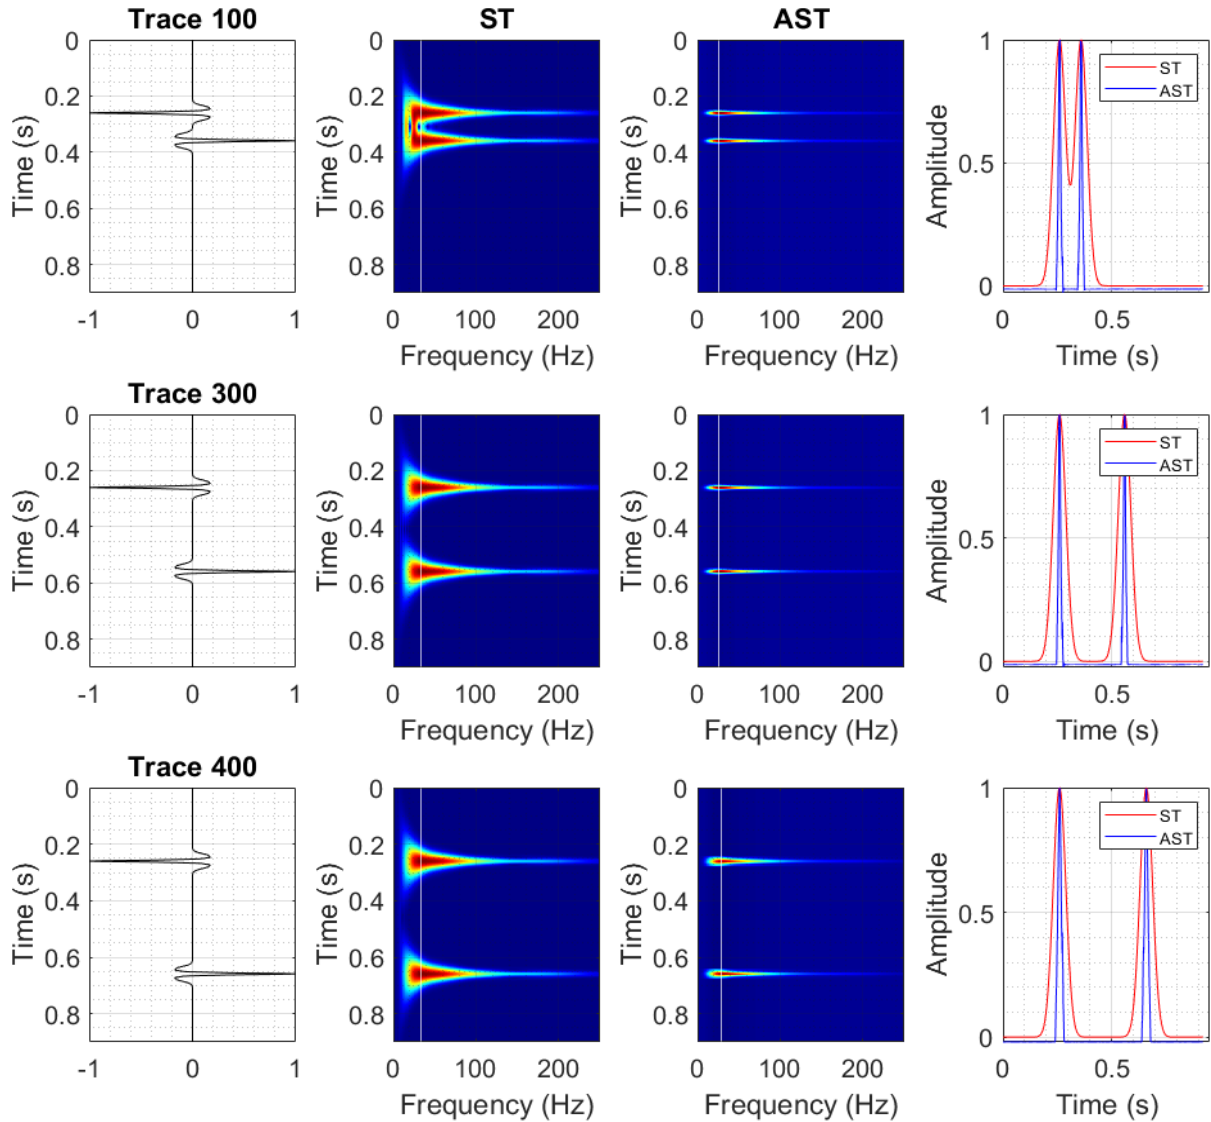 Trace 100 ST AST
0 0 0 1
0.2 0.2 0.2
0.4 0.4 0.4 0.5
0.6 0.6 0.6
0.8 0.8 0.8 0
Time (s) Time (s) Time (s) Amplitude
ST
AST
-1 0 1 0 100 200 0 100 200 0 0.5
Frequency (Hz) Frequency (Hz) Time (s)
Trace 300
0 0 0 1
0.2 0.2 0.2
0.4 0.4 0.4 0.5
0.6 0.6 0.6
0.8 0.8 0.8 0
Time (s) Time (s) Time (s) Amplitude
ST
AST
-1 0 1 0 100 200 0 100 200 0 0.5
Frequency (Hz) Frequency (Hz) Time (s)
Trace 400
0 0 0 1
0.2 0.2 0.2
0.4 0.4 0.4 0.5
0.6 0.6 0.6
0.8 0.8 0.8 0
Time (s) Time (s) Time (s) Amplitude
ST
AST
-1 0 1 0 100 200 0 100 200 0 0.5
Frequency (Hz) Frequency (Hz) Time (s)